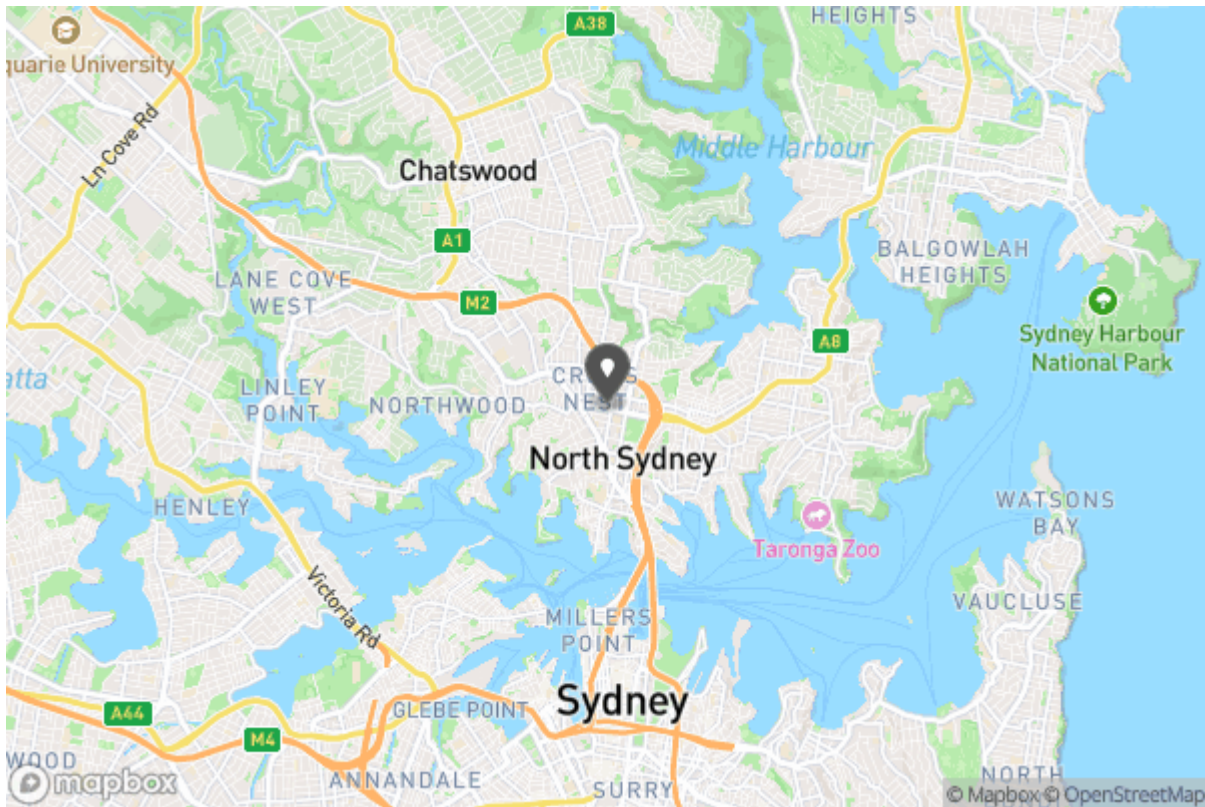 HEIGHTS
A38
quarie University
Ln Cove Rd
Middle Harbour
Chatswood
A1
BALGOWLAH
HEIGHTS
LANE COVE
WEST
M2
Sydney Harbour
National Park
A8
atta
CROWS
NEST
LINLEY
POINT
NORTHWOOD
North Sydney
HENLEY
WATSONS
BAY
Taronga Zoo
Victoria Rd
VAUCLUSE
MILLERS
POINT
Sydney
A44
GLEBE POINT
M4
WOOD
ANNANDALE
SURRY
NORTH
mapbox
© Mapbox © OpenStreetMap